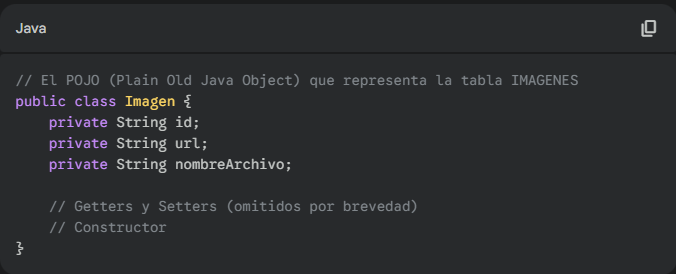 Java
// El POJO (Plain Old Java Object) que representa la tabla IMAGENES
public class Imagen {
    private String id;
    private String url;
    private String nombreArchivo;

    // Getters y Setters (omitidos por brevedad)
    // Constructor
}